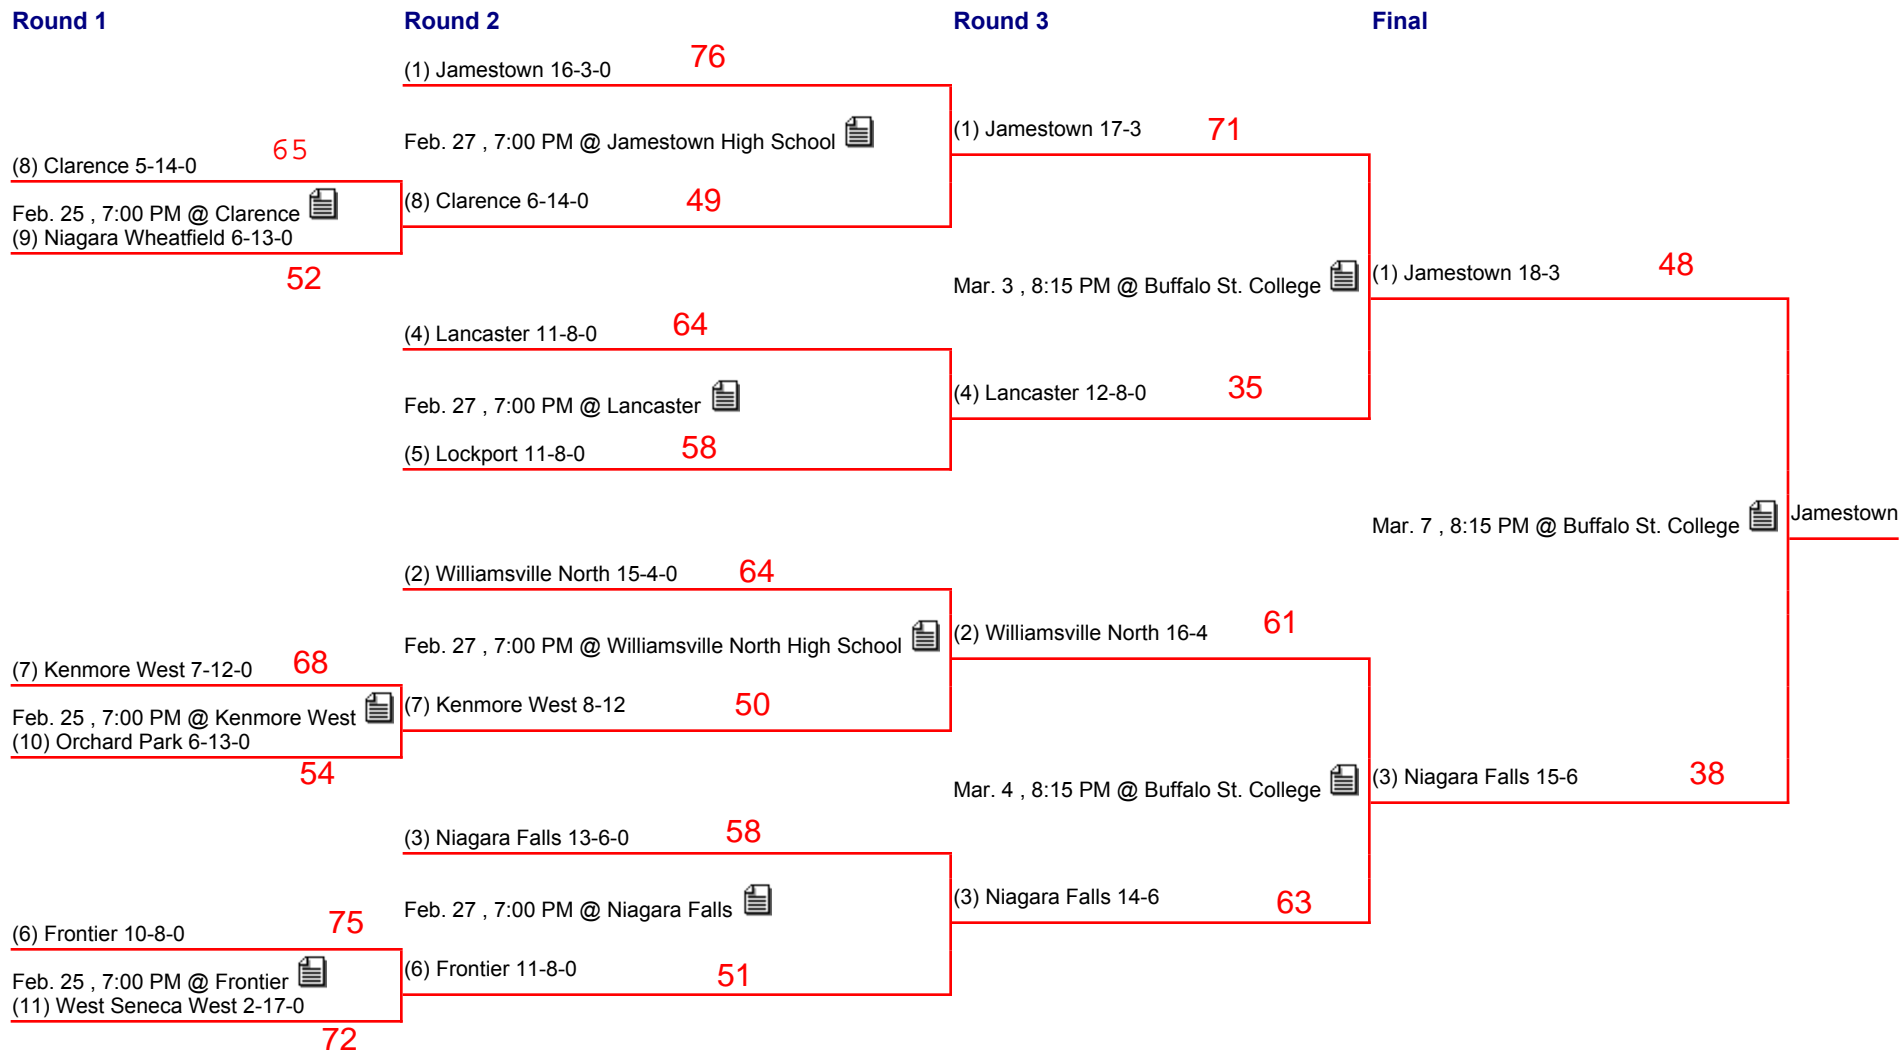 Round 1
Round 2
Round 3
Final
(1) Jamestown 16-3-0
76
Feb. 27 , 7:00 PM @ Jamestown High School
(1) Jamestown 17-3
71
(8) Clarence 5-14-0
65
Feb. 25 , 7:00 PM @ Clarence
(9) Niagara Wheatfield 6-13-0
52
(8) Clarence 6-14-0
49
Mar. 3 , 8:15 PM @ Buffalo St. College
(1) Jamestown 18-3
48
(4) Lancaster 11-8-0
64
Feb. 27 , 7:00 PM @ Lancaster
(4) Lancaster 12-8-0
35
(5) Lockport 11-8-0
58
Mar. 7 , 8:15 PM @ Buffalo St. College
Jamestown
(2) Williamsville North 15-4-0
64
Feb. 27 , 7:00 PM @ Williamsville North High School
(2) Williamsville North 16-4
61
(7) Kenmore West 7-12-0
68
Feb. 25 , 7:00 PM @ Kenmore West
(10) Orchard Park 6-13-0
54
(7) Kenmore West 8-12
50
Mar. 4 , 8:15 PM @ Buffalo St. College
(3) Niagara Falls 15-6
38
(3) Niagara Falls 13-6-0
58
Feb. 27 , 7:00 PM @ Niagara Falls
(3) Niagara Falls 14-6
63
(6) Frontier 10-8-0
75
Feb. 25 , 7:00 PM @ Frontier
(11) West Seneca West 2-17-0
72
(6) Frontier 11-8-0
51